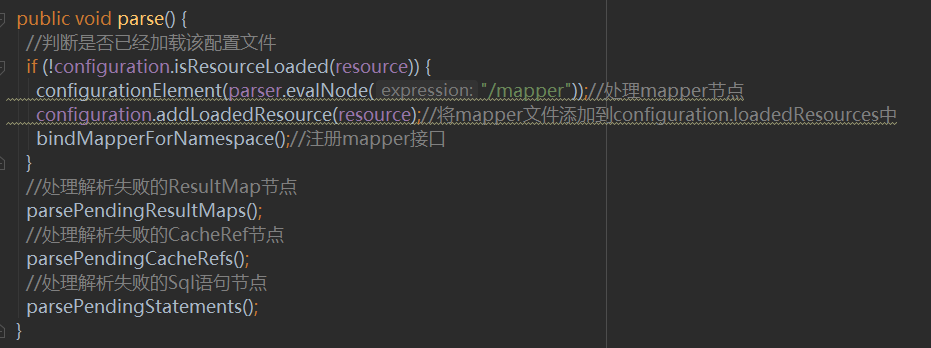 public void parse() {
//判断是否已经加载该配置文件
if (!configuration.isResourceLoaded(resource)) {
configurationElement(parser.evalNode( expression: "/mapper"));//处理mapper节点
configuration.addLoadedResource(resource);//将mapper文件添加到configuration.loadedResources中
bindMapperForNamespace();//注册mapper接口
}
//处理解析失败的ResultMap节点
parsePendingResultMaps();
//处理解析失败的CacheRef节点
parsePendingCacheRefs();
//处理解析失败的Sql语句节点
parsePendingStatements();
}